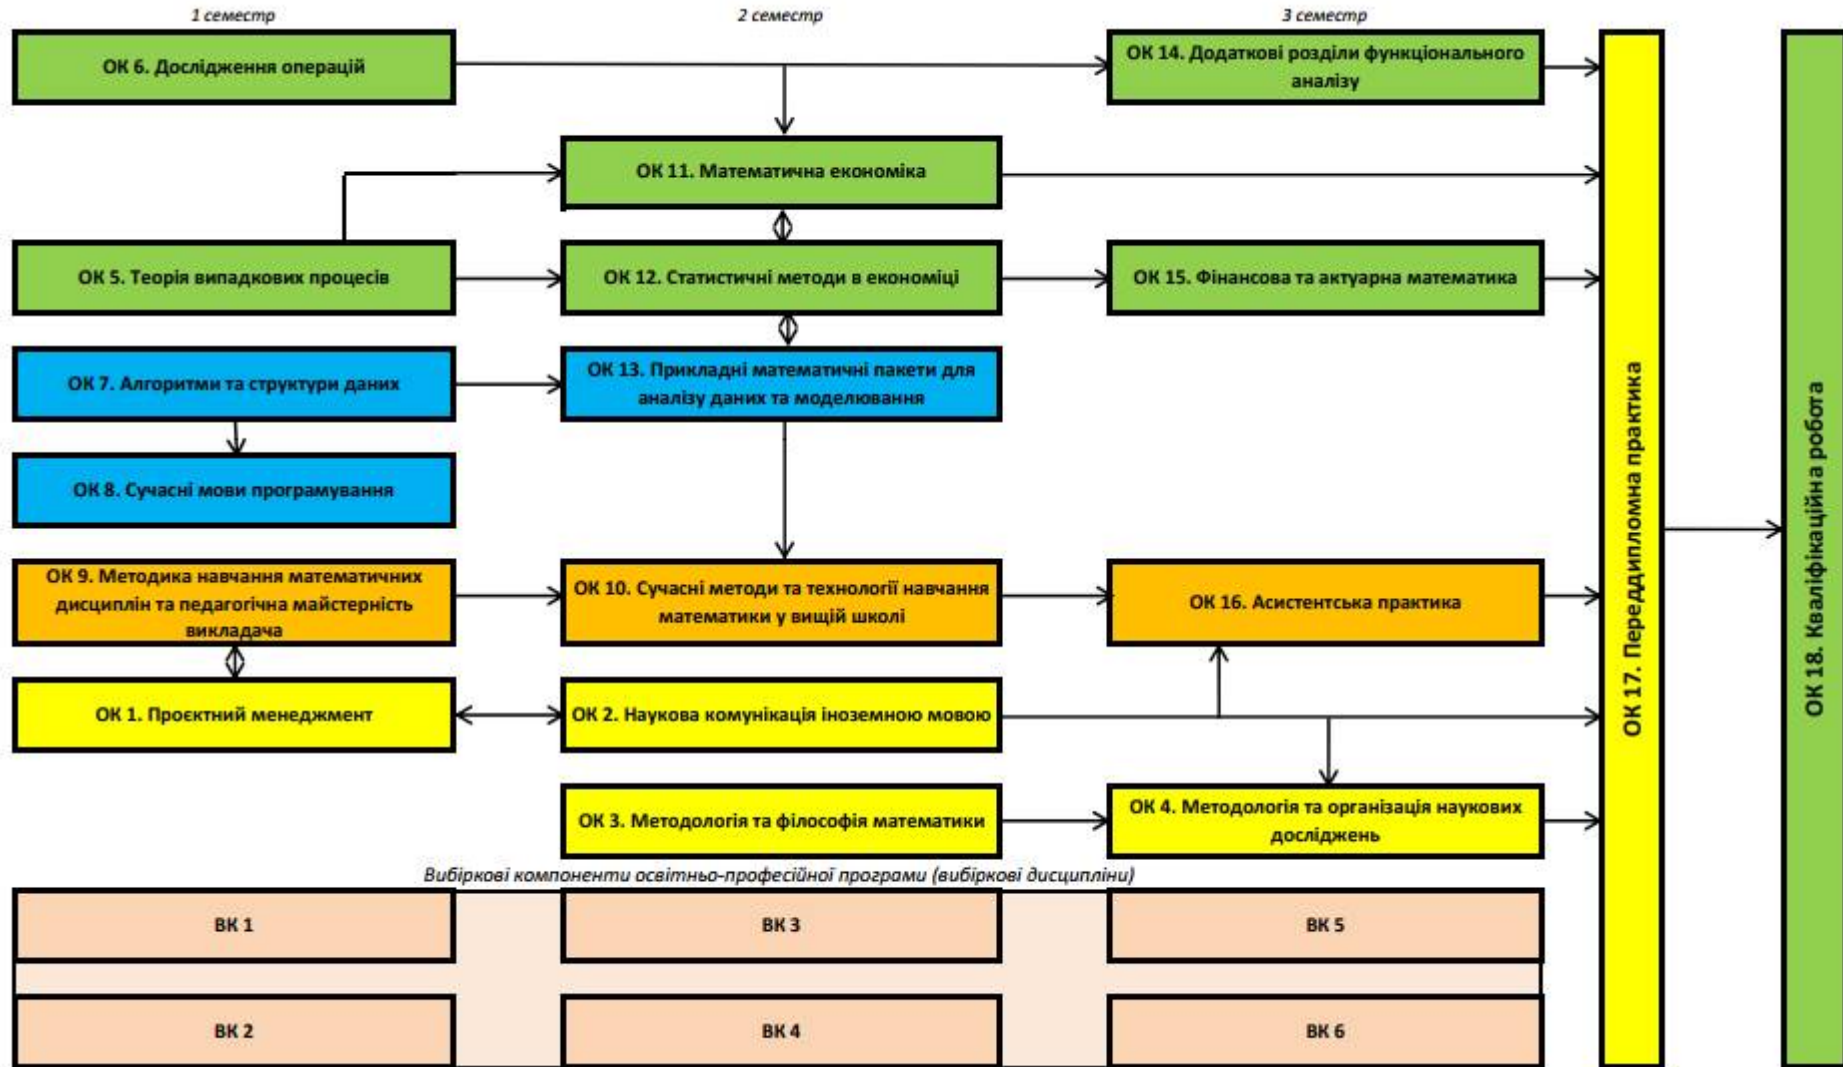 1 семестр
2 семестр
3 семестр
ОК 6. Дослідження операцій
ОК 14. Додаткові розділи функціонального
аналізу
ОК 11. Математична економіка
ОК 5. Теорія випадкових процесів
ОК 12. Статистичні методи в економіці
ОК 15. Фінансова та актуарна математика
ОК 7. Алгоритми та структури даних
ОК 13. Прикладні математичні пакети для
аналізу даних та моделювання
ОК 8. Сучасні мови програмування
ОК 9. Методика навчання математичних
дисциплін та педагогічна майстерність
викладача
ОК 10. Сучасні методи та технології навчання
математики у вищій школі
ОК 16. Асистентська практика
ОК 1. Проєктний менеджмент
ОК 2. Наукова комунікація іноземною мовою
ОК 3. Методологія та філософія математики
ОК 4. Методологія та організація наукових
досліджень
ОК 17. Переддипломна практика
ОК 18. Кваліфікаційна робота
Вибіркові компоненти освітньо-професійної програми (вибіркові дисципліни)
ВК 1
ВК 3
ВК 5
ВК 2
ВК 4
ВК 6